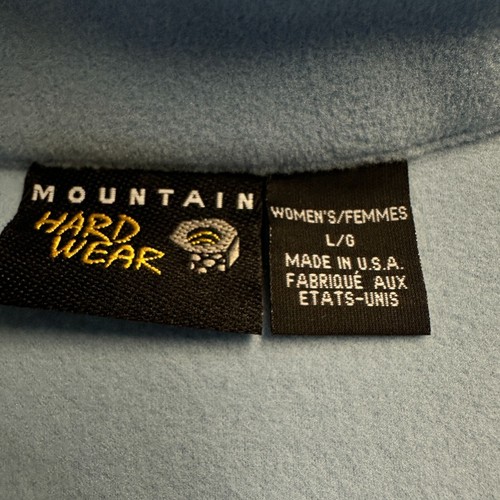 MOUNTAIN
HARD
WEAR
WOMEN'S/FEMMES
L/G
MADE IN U.S.A.
FABRIQUÉ AUX
ETATS-UNIS